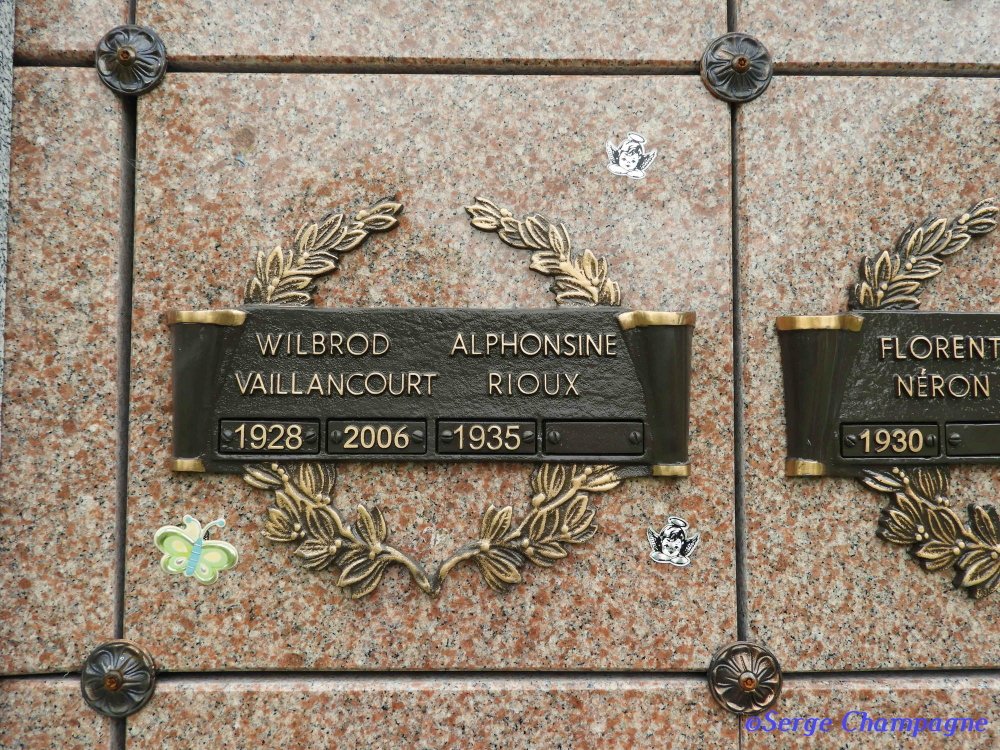 WILBROD ALPHONSINE
VAILLANCOURT RIOUX
1928 2006 1935
FLORENT
NÉRON
1930
©Serge Champagne